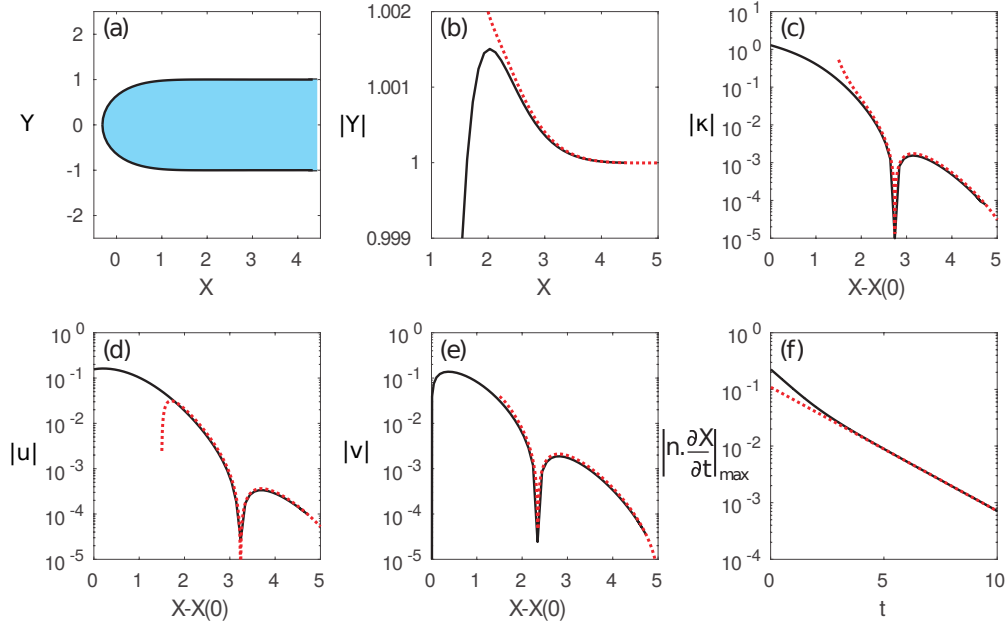 (a)
2
1
0
-1
-2
Y
0 1 2 3 4
X
(b)
1.002
1.001
1
0.999
|Y|
1 2 3 4 5
X
(c)
10^1
10^0
10^-1
10^-2
10^-3
10^-4
10^-5
|κ|
0 1 2 3 4 5
X-X(0)
(d)
10^0
10^-1
10^-2
10^-3
10^-4
10^-5
|u|
0 1 2 3 4 5
X-X(0)
(e)
10^0
10^-1
10^-2
10^-3
10^-4
10^-5
|v|
0 1 2 3 4 5
X-X(0)
(f)
10^0
10^-1
10^-2
10^-3
10^-4
|n.∂X/∂t|max
0 5 10
t